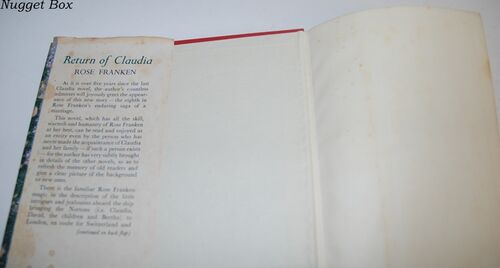 Nugget Box
Return of Claudia
ROSE FRANKEN
As it is over five years since the last
Claudia novel, the author's countless
admirers will joyously greet the appear-
ance of this new story - the eighth in
Rose Franken's enduring saga of a
marriage.
This novel, which has all the skill,
warmth and humanity of Rose Franken
at her best, can be read and enjoyed as
an entity even by the person who has
never made the acquaintance of Claudia
and her family - if such a person exists
- for the author has very subtly brought
in details of the other novels, so as to
refresh the memory of old readers and
give a clear picture of the background
to new ones.
There is the familiar Rose Franken
magic in the description of the little
intrigues and jealousies aboard the ship
bringing the Nortons (i.e. Claudia,
David, the children and Bertha) to
London, en route for Switzerland and
(continued on back flap)